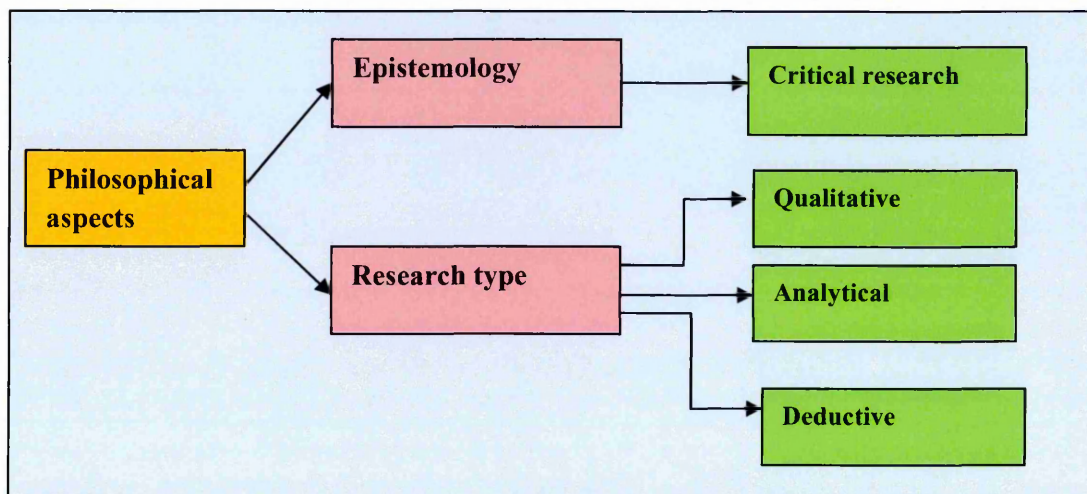 Epistemology
Critical research
Philosophical
aspects
Qualitative
Research type
Analytical
Deductive